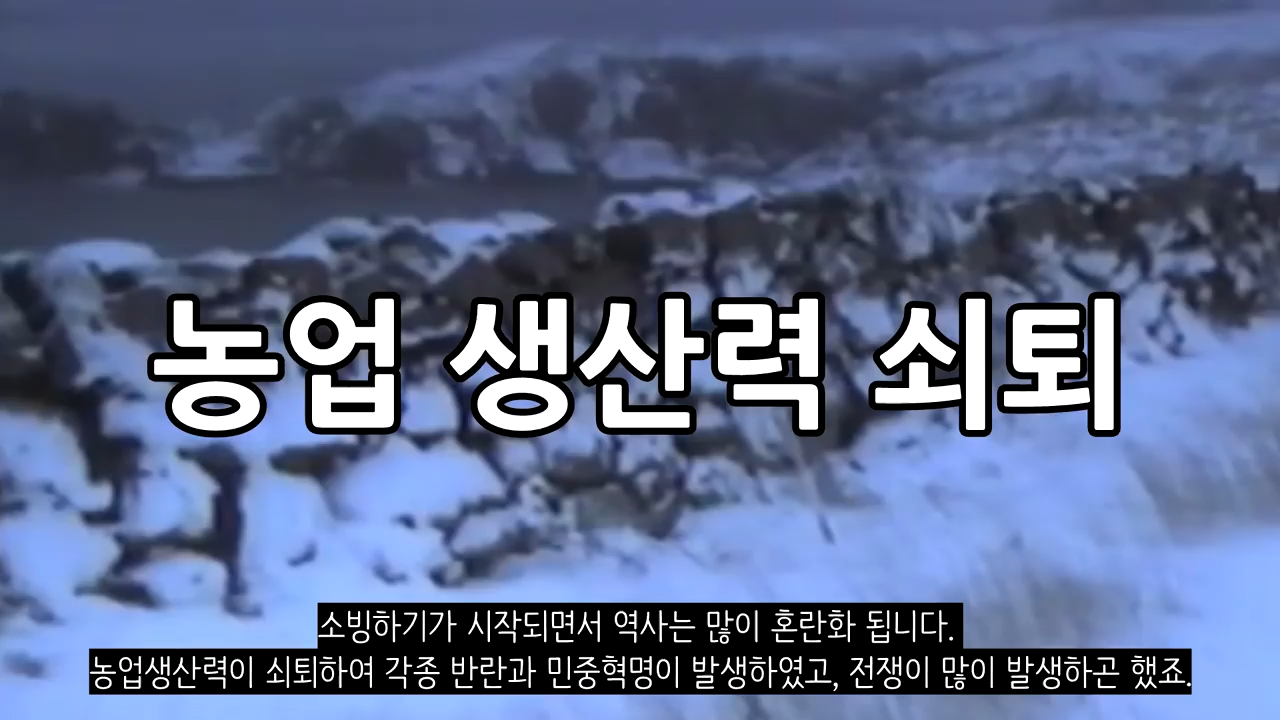 농업 생산력 쇠퇴
소빙하기가 시작되면서 역사는 많이 혼란화 됩니다.
농업생산력이 쇠퇴하여 각종 반란과 민중혁명이 발생하였고, 전쟁이 많이 발생하곤 했죠.